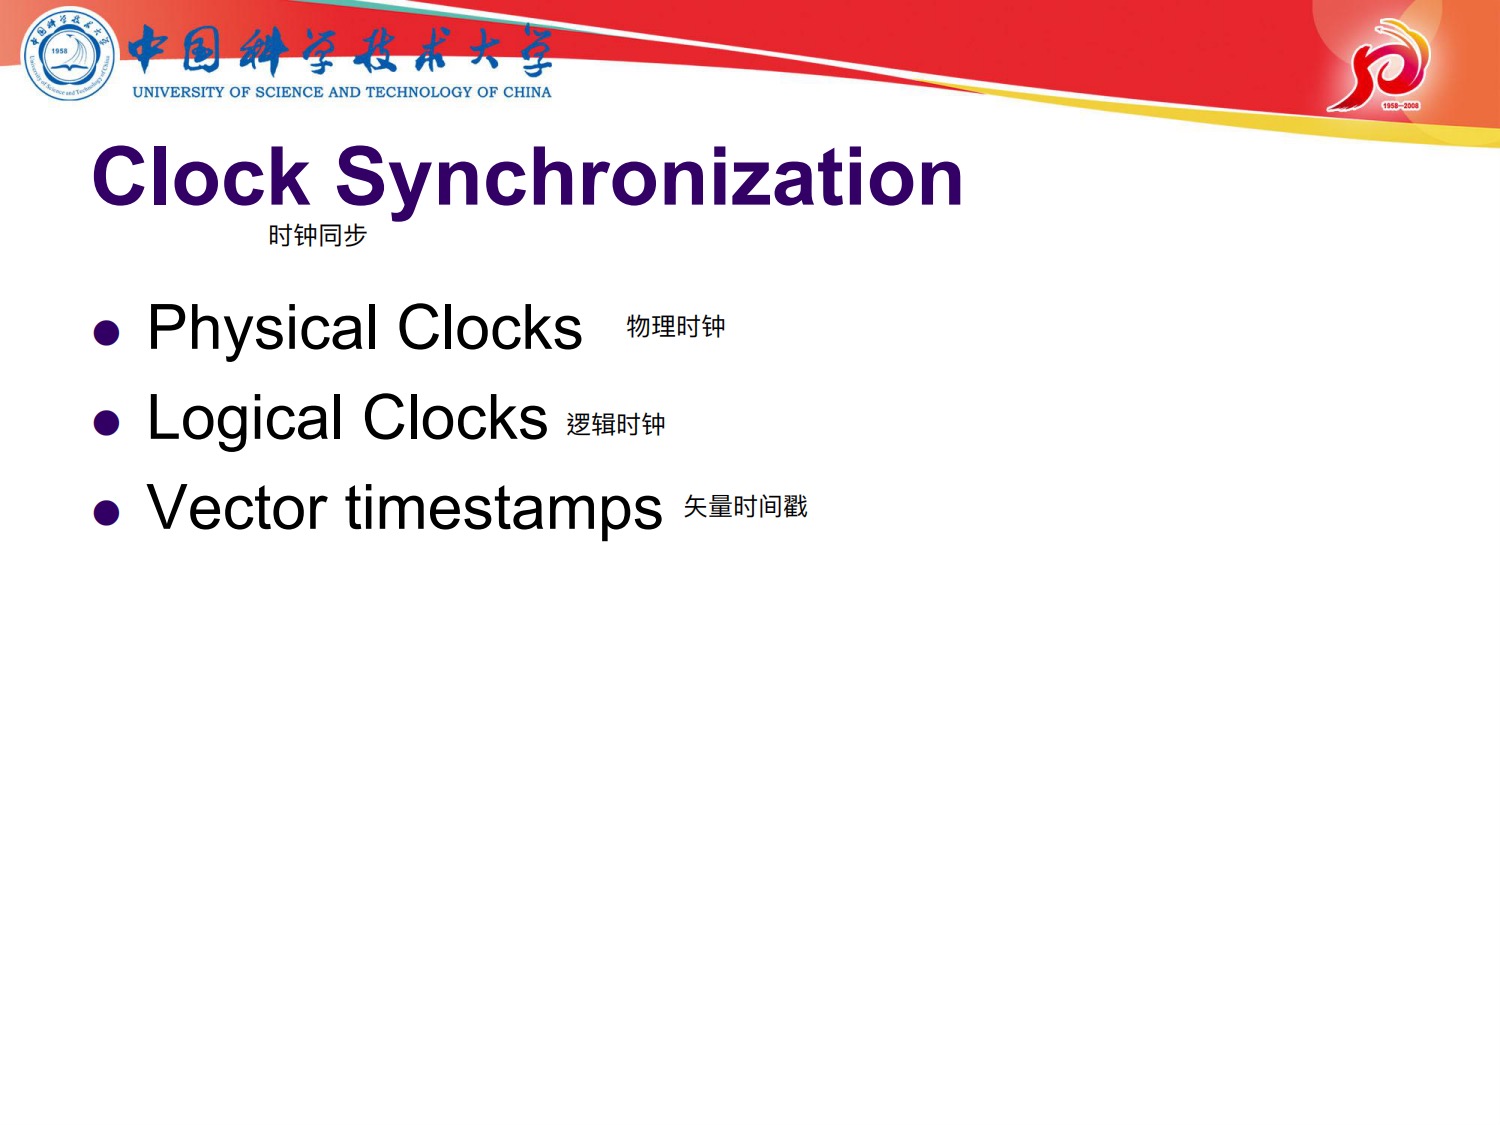 中国科学技术大学
1958
UNIVERSITY OF SCIENCE AND TECHNOLOGY OF CHINA
1958—2008
Clock Synchronization
时钟同步
Physical Clocks 物理时钟
Logical Clocks 逻辑时钟
Vector timestamps 矢量时间戳